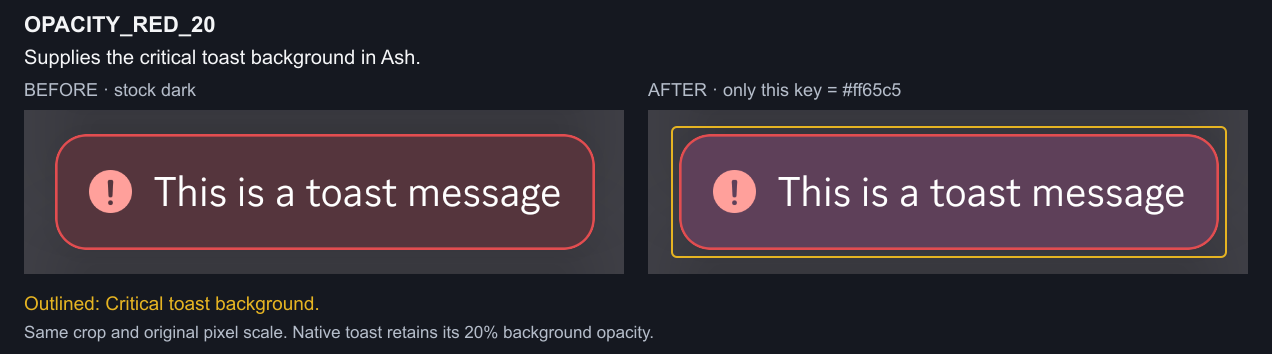 OPACITY_RED_20
Supplies the critical toast background in Ash.
BEFORE · stock dark
AFTER · only this key = #ff65c5
This is a toast message
This is a toast message
Outlined: Critical toast background.
Same crop and original pixel scale. Native toast retains its 20% background opacity.